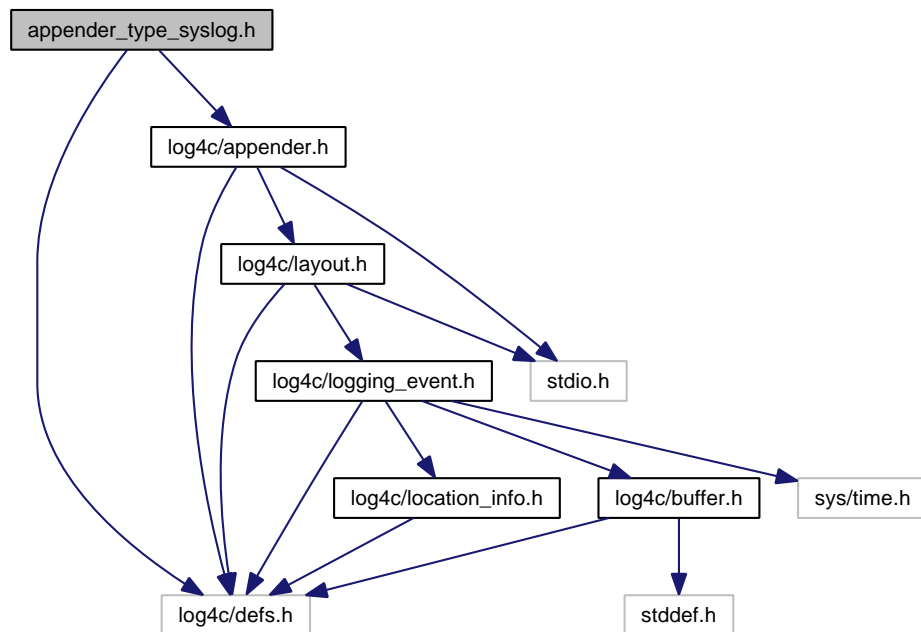 appender_type_syslog.h
log4c/appender.h
log4c/layout.h
log4c/logging_event.h
stdio.h
log4c/location_info.h
log4c/buffer.h
sys/time.h
log4c/defs.h
stddef.h